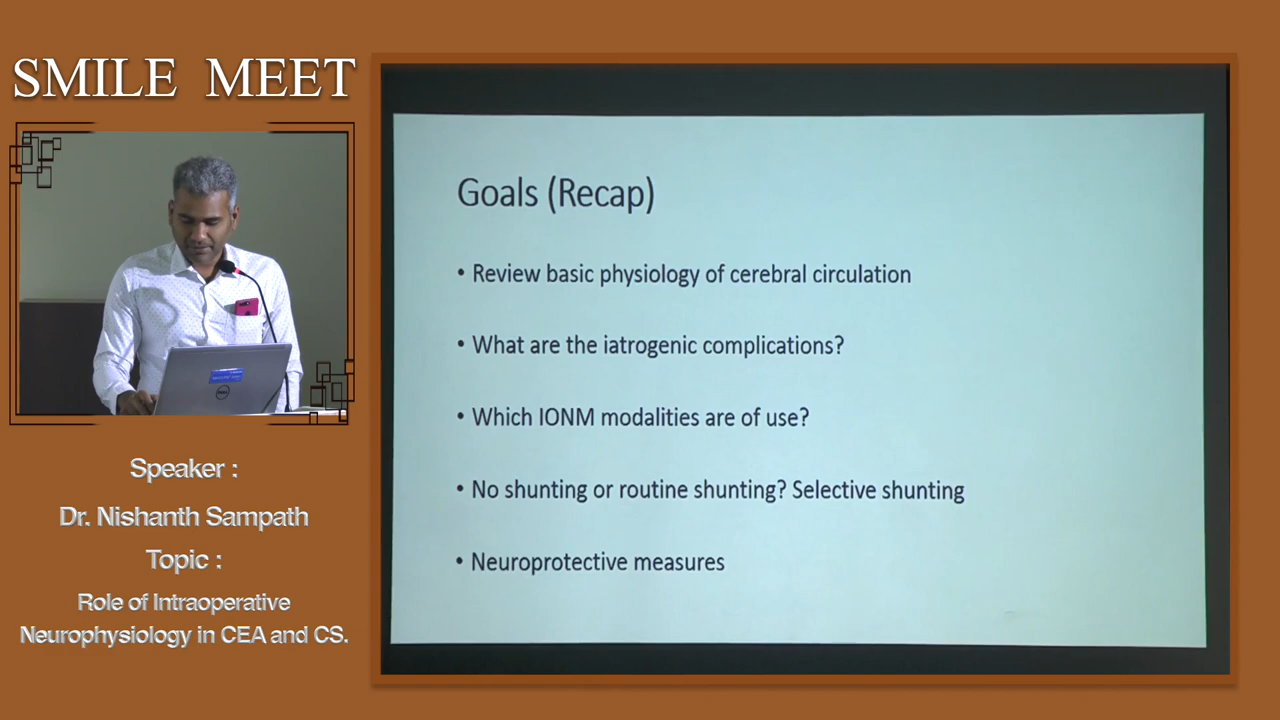 SMILE MEET
Speaker :
Dr. Nishanth Sampath
Topic :
Role of Intraoperative
Neurophysiology in CEA and CS.
Goals (Recap)
• Review basic physiology of cerebral circulation
• What are the iatrogenic complications?
• Which IONM modalities are of use?
• No shunting or routine shunting? Selective shunting
• Neuroprotective measures
DELL